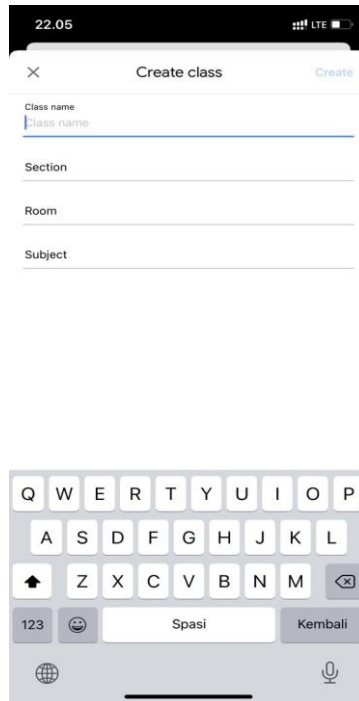 22.05 LTE
Create class Create
Class name
Class name
Section
Room
Subject
Q W E R T Y U I O P
A S D F G H J K L
Z X C V B N M
123 Spasi Kembali